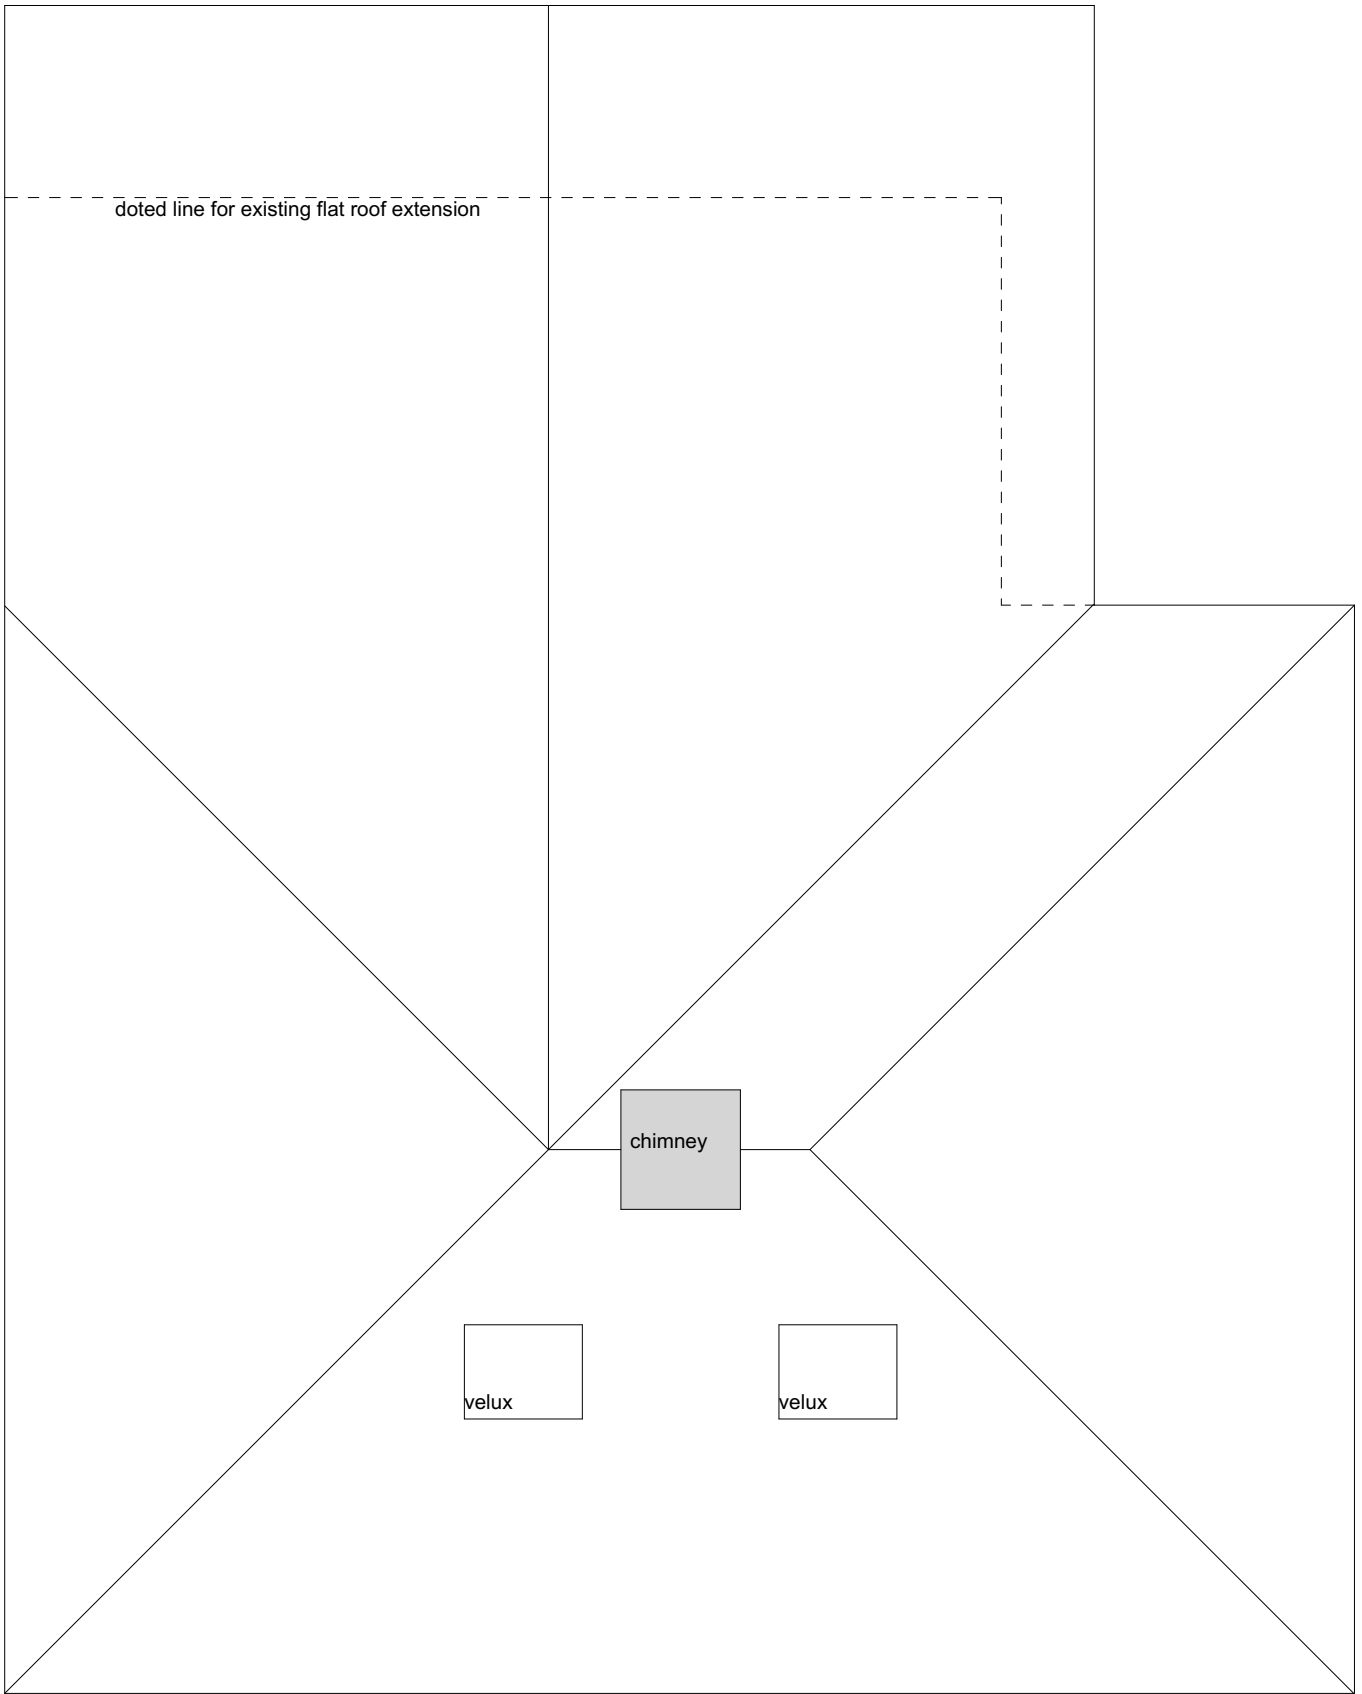 doted line for existing flat roof extension
chimney
velux
velux